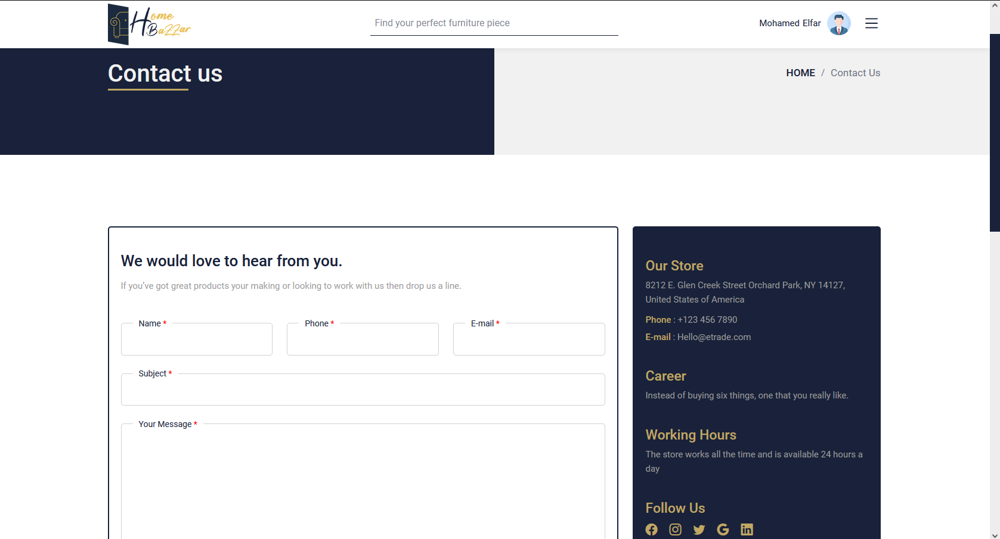 Home
BaZZar
Find your perfect furniture piece
Mohamed Elfar
Contact us
HOME / Contact Us
We would love to hear from you.
If you’ve got great products your making or looking to work with us then drop us a line.
Name *
Phone *
E-mail *
Subject *
Your Message *
Our Store
8212 E. Glen Creek Street Orchard Park, NY 14127,
United States of America
Phone : +123 456 7890
E-mail : Hello@etrade.com
Career
Instead of buying six things, one that you really like.
Working Hours
The store works all the time and is available 24 hours a
day
Follow Us